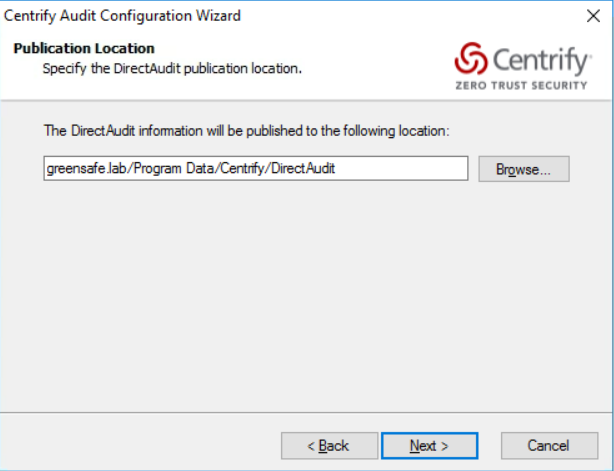 Centrify Audit Configuration Wizard
Publication Location
Specify the DirectAudit publication location.
Centrify
ZERO TRUST SECURITY
The DirectAudit information will be published to the following location:
greensafe.lab/Program Data/Centrify/DirectAudit
Browse...
< Back
Next >
Cancel